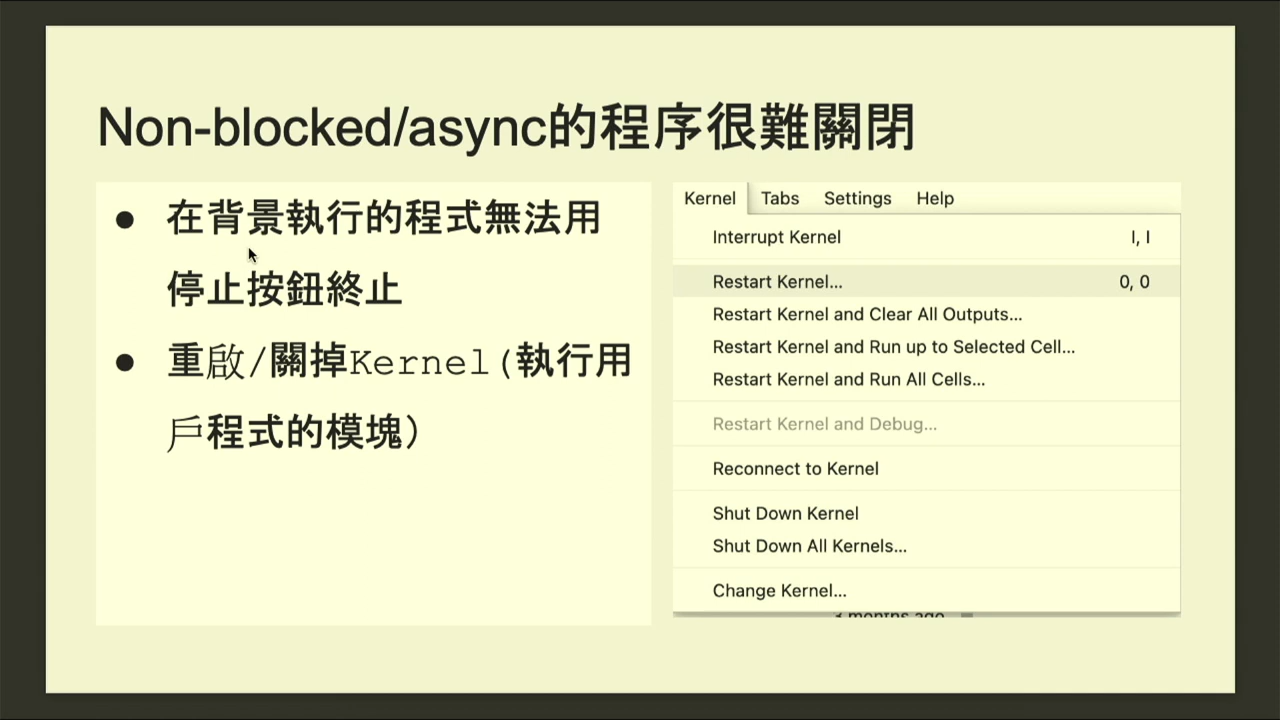 Non-blocked/async的程序很難關閉
在背景執行的程式無法用
停止按鈕終止
重啟/關掉Kernel(執行用
戶程式的模塊)
Kernel Tabs Settings Help
Interrupt Kernel I, I
Restart Kernel... 0, 0
Restart Kernel and Clear All Outputs...
Restart Kernel and Run up to Selected Cell...
Restart Kernel and Run All Cells...
Restart Kernel and Debug...
Reconnect to Kernel
Shut Down Kernel
Shut Down All Kernels...
Change Kernel...
3 months ago